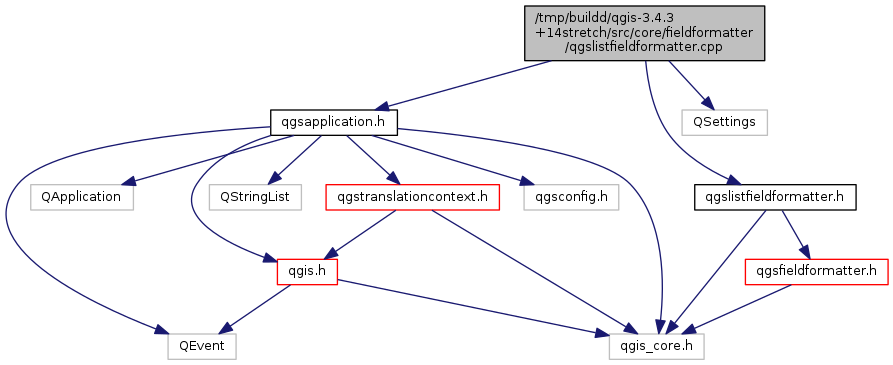 /tmp/buildd/qgis-3.4.3
+14stretch/src/core/fieldformatter
/qgslistfieldformatter.cpp
qgsapplication.h
QSettings
QApplication
QStringList
qgstranslationcontext.h
qgsconfig.h
qgslistfieldformatter.h
qgis.h
qgsfieldformatter.h
QEvent
qgis_core.h